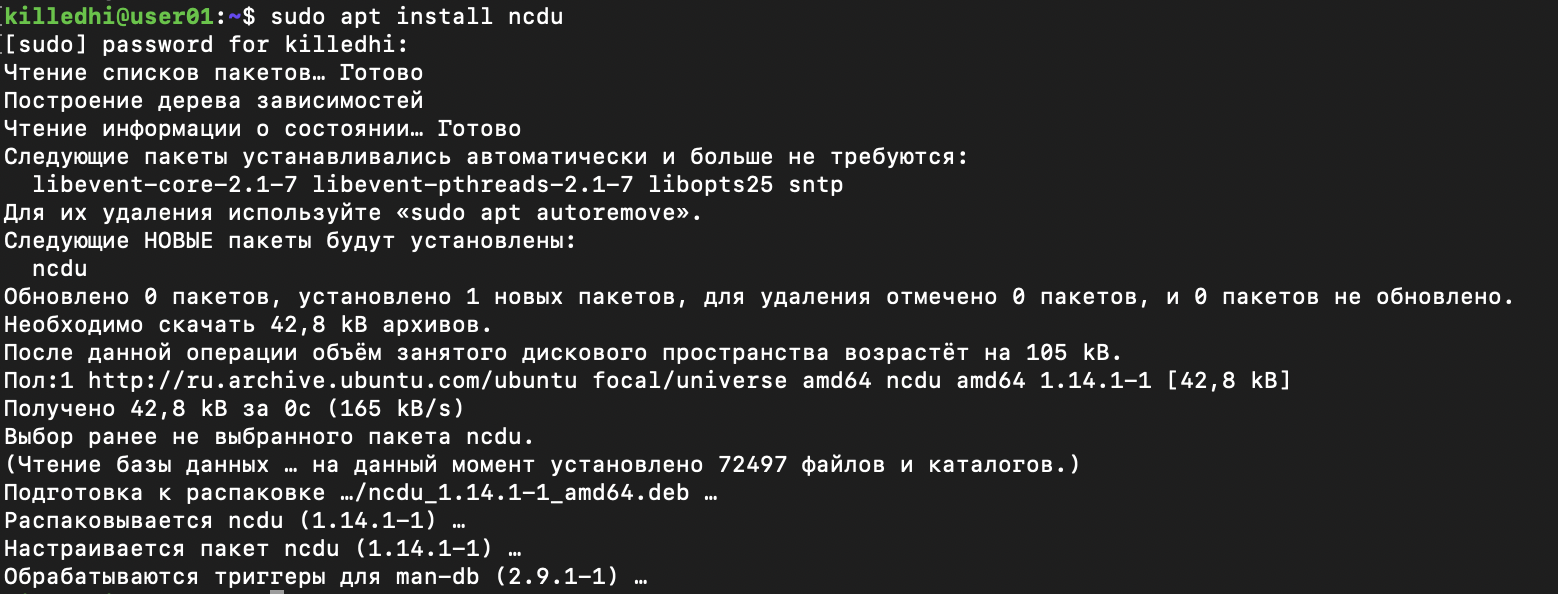 killedhi@user01:~$ sudo apt install ncdu
[sudo] password for killedhi:
Чтение списков пакетов… Готово
Построение дерева зависимостей
Чтение информации о состоянии… Готово
Следующие пакеты устанавливались автоматически и больше не требуются:
  libevent-core-2.1-7 libevent-pthreads-2.1-7 libopts25 sntp
Для их удаления используйте «sudo apt autoremove».
Следующие НОВЫЕ пакеты будут установлены:
  ncdu
Обновлено 0 пакетов, установлено 1 новых пакетов, для удаления отмечено 0 пакетов, и 0 пакетов не обновлено.
Необходимо скачать 42,8 kB архивов.
После данной операции объём занятого дискового пространства возрастёт на 105 kB.
Пол:1 http://ru.archive.ubuntu.com/ubuntu focal/universe amd64 ncdu amd64 1.14.1-1 [42,8 kB]
Получено 42,8 kB за 0с (165 kB/s)
Выбор ранее не выбранного пакета ncdu.
(Чтение базы данных … на данный момент установлено 72497 файлов и каталогов.)
Подготовка к распаковке …/ncdu_1.14.1-1_amd64.deb …
Распаковывается ncdu (1.14.1-1) …
Настраивается пакет ncdu (1.14.1-1) …
Обрабатываются триггеры для man-db (2.9.1-1) …